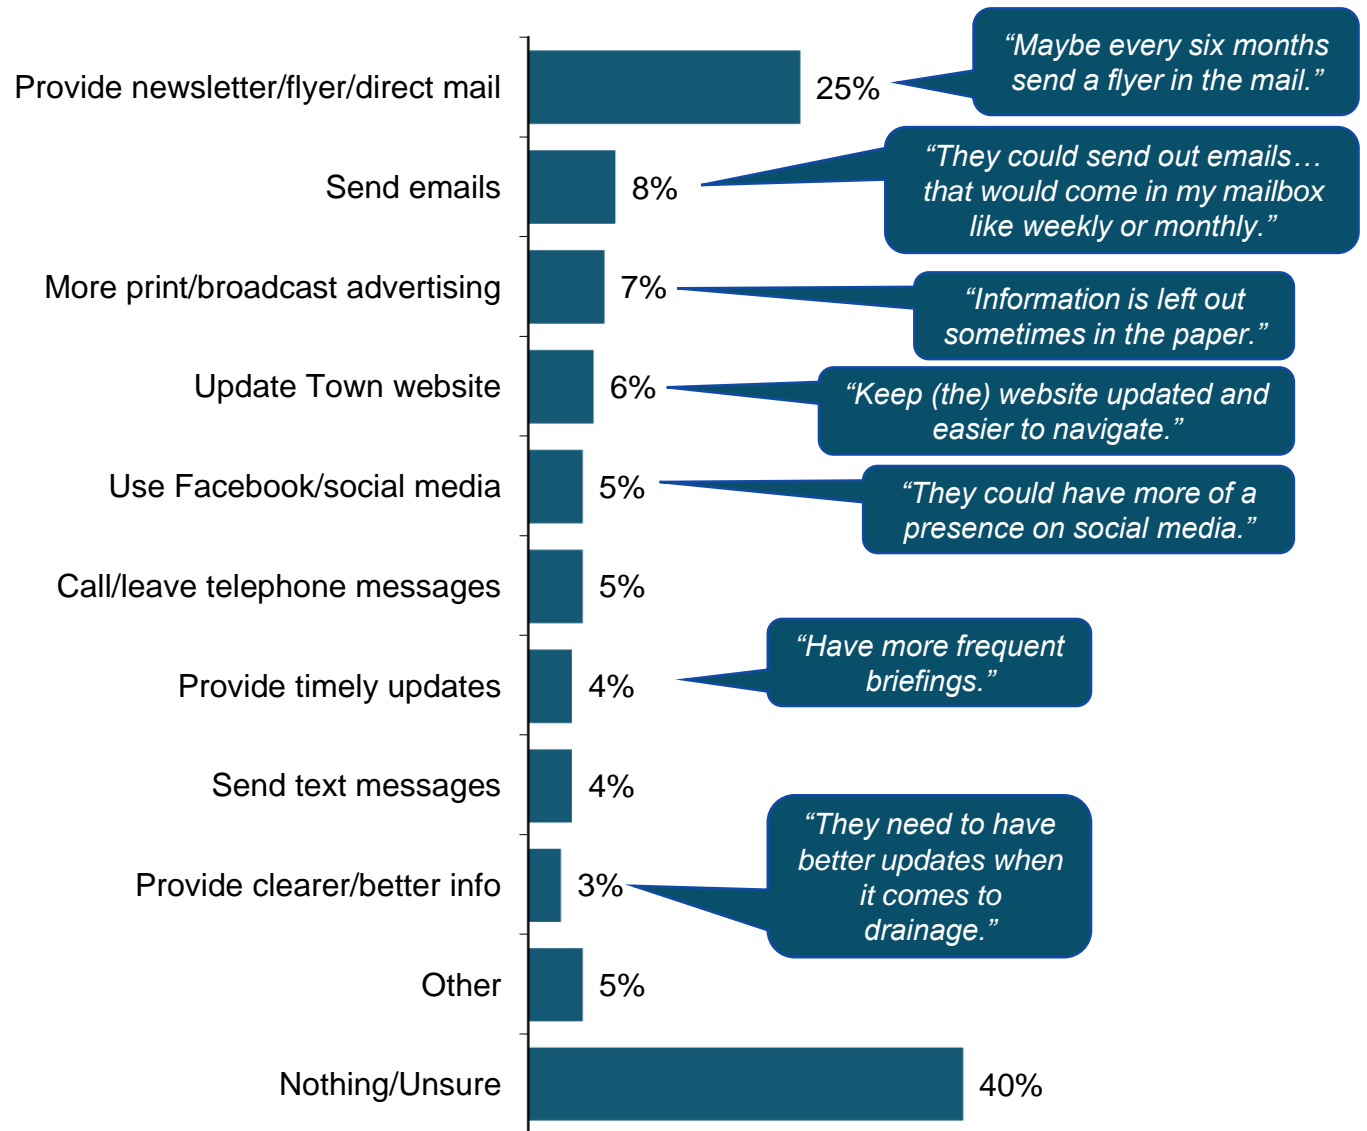 Provide newsletter/flyer/direct mail
25%
“Maybe every six months
send a flyer in the mail.”
Send emails
8%
“They could send out emails…
that would come in my mailbox
like weekly or monthly.”
More print/broadcast advertising
7%
“Information is left out
sometimes in the paper.”
Update Town website
6%
“Keep (the) website updated and
easier to navigate.”
Use Facebook/social media
5%
“They could have more of a
presence on social media.”
Call/leave telephone messages
5%
Provide timely updates
4%
“Have more frequent
briefings.”
Send text messages
4%
Provide clearer/better info
3%
“They need to have
better updates when
it comes to
drainage.”
Other
5%
Nothing/Unsure
40%